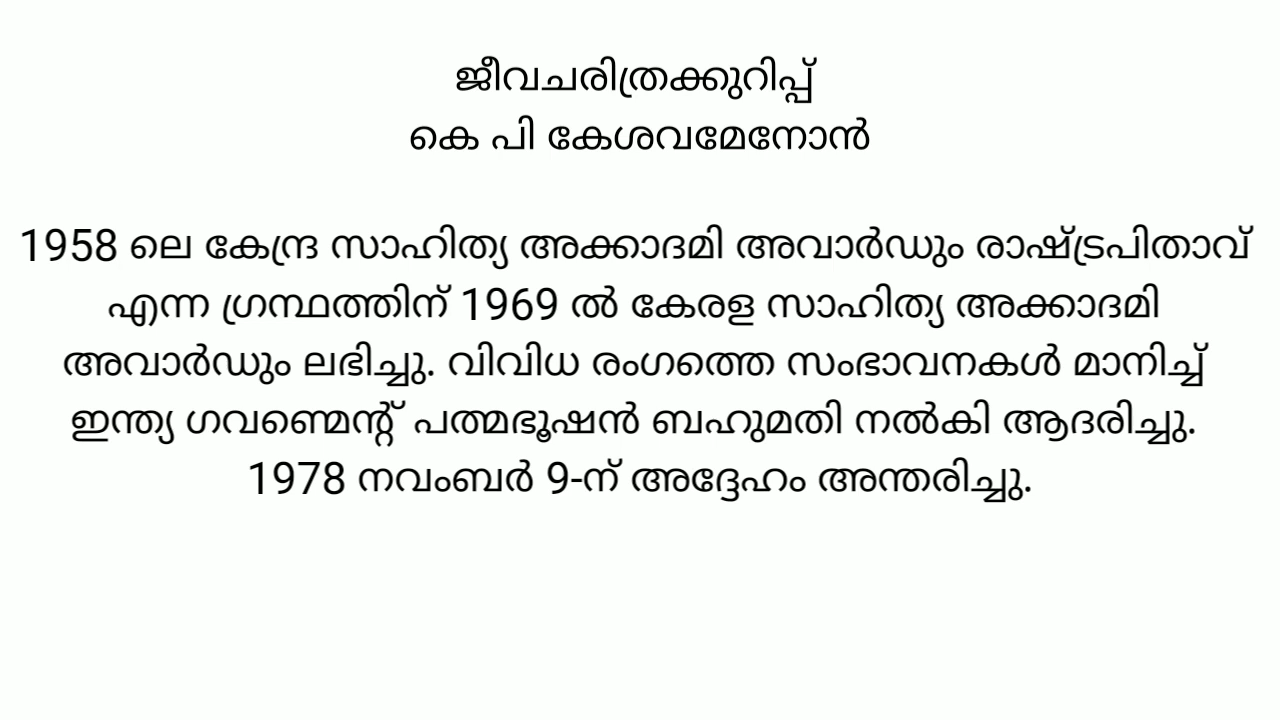 ജീവചരിത്രക്കുറിപ്പ്
കെ പി കേശവമേനോൻ
1958 ലെ കേന്ദ്ര സാഹിത്യ അക്കാദമി അവാർഡും രാഷ്ട്രപിതാവ്
എന്ന ഗ്രന്ഥത്തിന് 1969 ൽ കേരള സാഹിത്യ അക്കാദമി
അവാർഡും ലഭിച്ചു. വിവിധ രംഗത്തെ സംഭാവനകൾ മാനിച്ച്
ഇന്ത്യ ഗവണ്മെന്റ് പത്മഭൂഷൻ ബഹുമതി നൽകി ആദരിച്ചു.
1978 നവംബർ 9-ന് അദ്ദേഹം അന്തരിച്ചു.